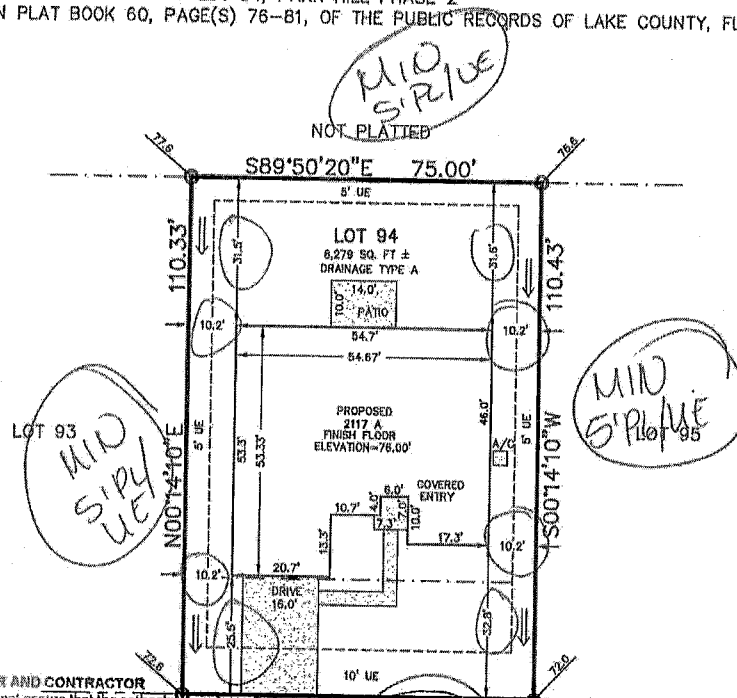 N PLAT BOOK 60, PAGE(S) 76-81, OF THE PUBLIC RECORDS OF LAKE COUNTY, FL
MIN
5'PL/UE
NOT PLATTED
77.6
75.6
S89°50'20"E 75.00'
5' UE
LOT 94
8,279 SQ. FT ±
DRAINAGE TYPE A
110.33'
31.5'
31.6'
110.43'
14.0'
10.0'
PATIO
10.2'
10.2'
54.7'
54.67'
MIN
5'PL/UE
LOT 95
LOT 93
MIN
5'PL/
UE
N00°14'10"E
5' UE
53.3'
53.33'
PROPOSED
2117 A
FINISH FLOOR
ELEVATION=76.00'
46.0'
A/C
5' UE
S00°14'10"W
COVERED
ENTRY
6.0'
4.0'
7.0'
10.0'
10.7'
7.3'
13.3'
17.3'
10.2'
10.2'
20.7'
DRIVE
16.0'
25.5'
32.8'
72.6
72.0
10' UE
R AND CONTRACTOR